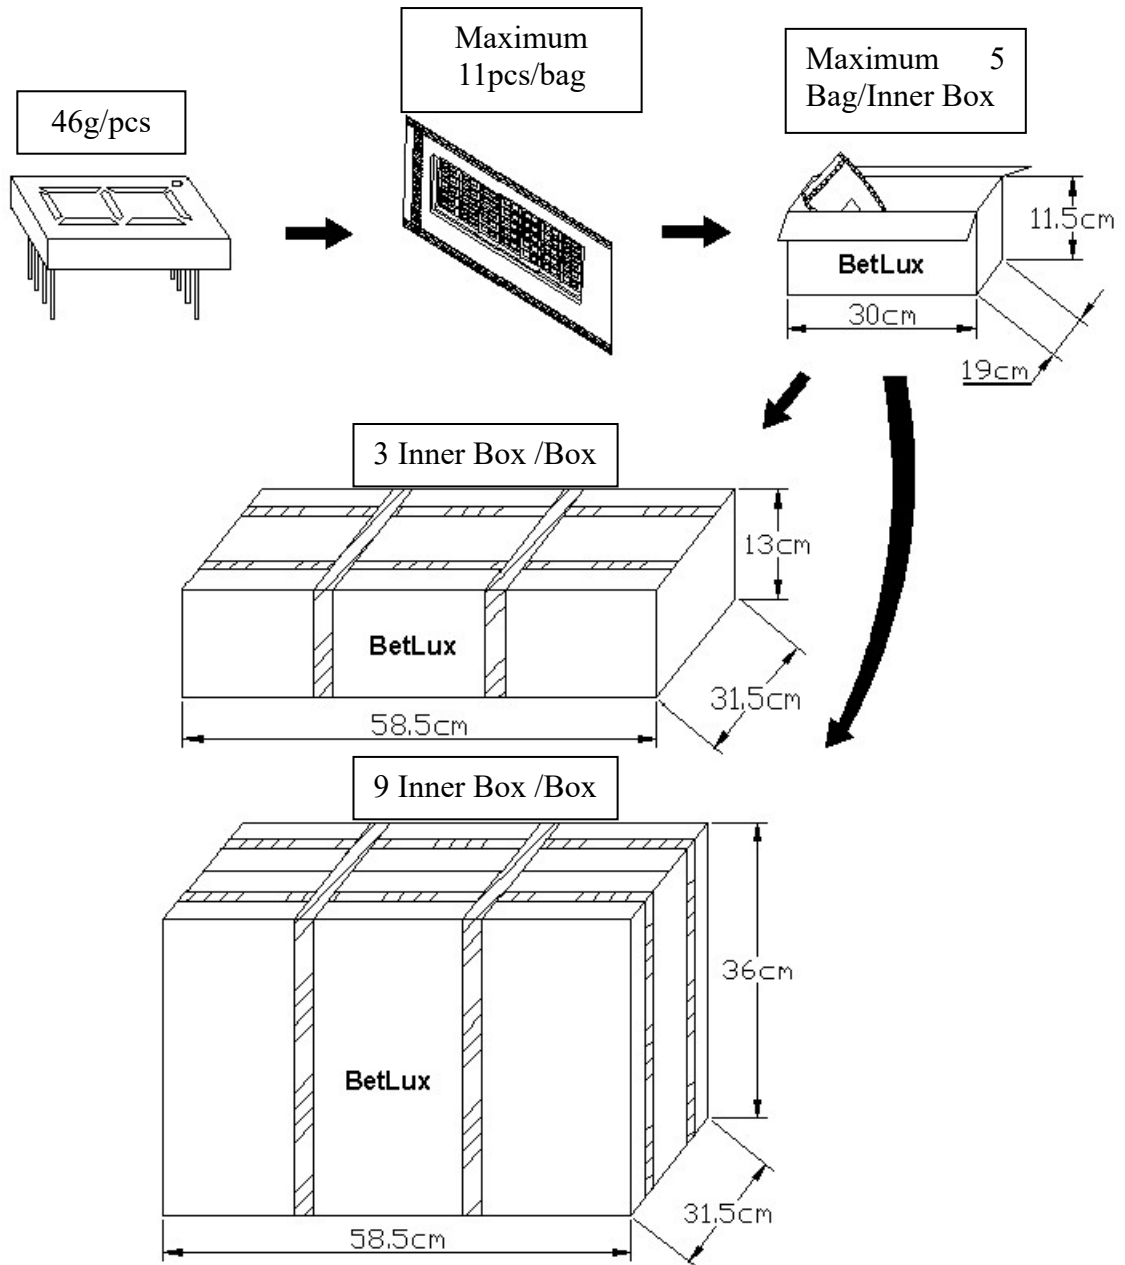 Maximum
11pcs/bag
Maximum 5
Bag/Inner Box
46g/pcs
11.5cm
BetLux
30cm
19cm
3 Inner Box /Box
13cm
BetLux
31.5cm
58.5cm
9 Inner Box /Box
36cm
BetLux
31.5cm
58.5cm